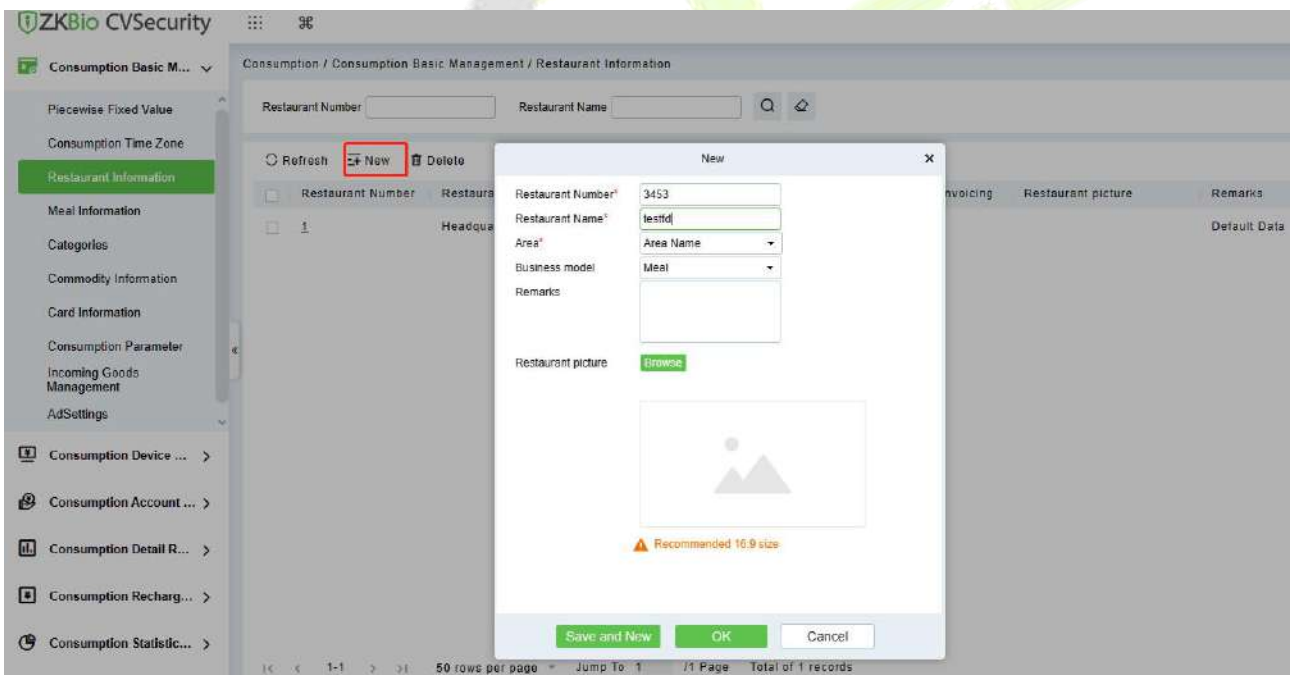 ZKBio CVSecurity
Consumption Basic M...
Consumption / Consumption Basic Management / Restaurant Information
Piecewise Fixed Value
Restaurant Number
Restaurant Name
Consumption Time Zone
Refresh
New
Delete
New
Restaurant Information
Restaurant Number
Restaura
Restaurant Number* 3453
nvoicing
Restaurant picture
Remarks
Meal Information
1
Headqua
Restaurant Name* testfd
Default Data
Categories
Area* Area Name
Business model Meal
Commodity Information
Remarks
Card Information
Consumption Parameter
Restaurant picture Browse
Incoming Goods
Management
AdSettings
Consumption Device ...
Consumption Account ...
Consumption Detail R...
Recommended 16:9 size
Consumption Recharg...
Consumption Statistic...
Save and New
OK
Cancel
1-1
50 rows per page
Jump To 1
/1 Page
Total of 1 records